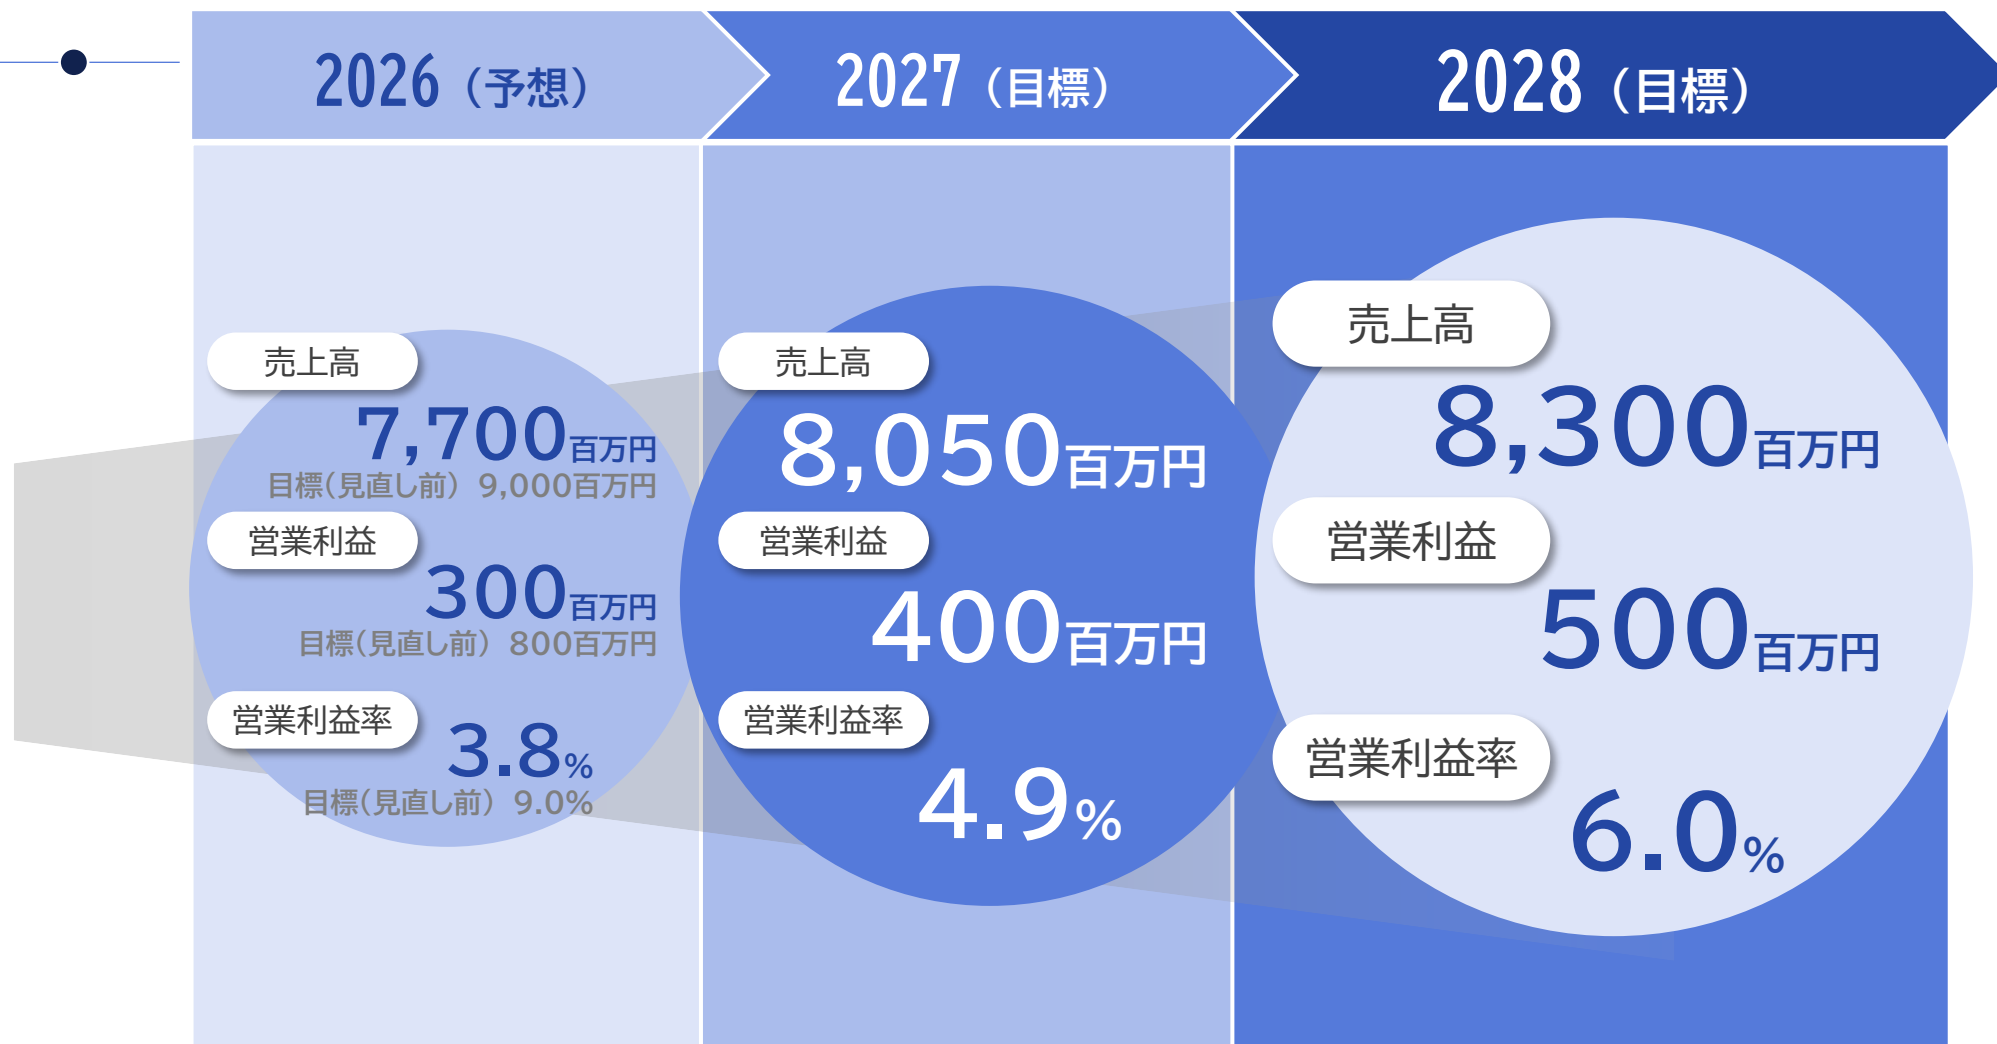 2026（予想）
売上高
7,700百万円
目標（見直し前） 9,000百万円
営業利益
300百万円
目標（見直し前） 800百万円
営業利益率
3.8%
目標（見直し前） 9.0%
2027（目標）
売上高
8,050百万円
営業利益
400百万円
営業利益率
4.9%
2028（目標）
売上高
8,300百万円
営業利益
500百万円
営業利益率
6.0%